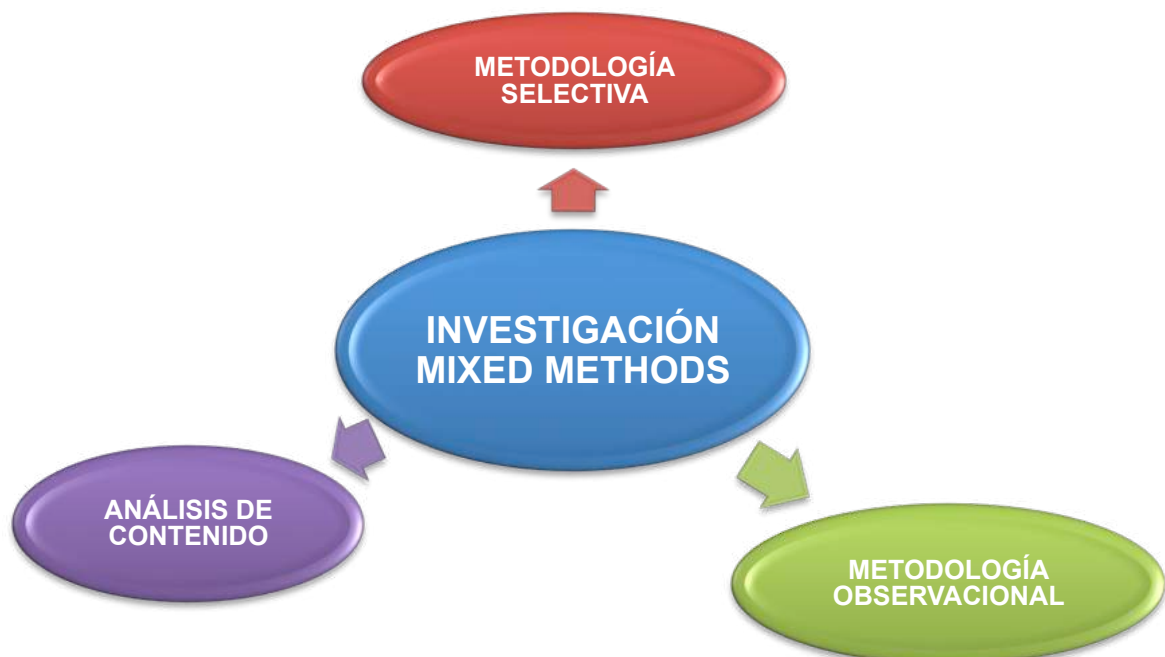 METODOLOGÍA
SELECTIVA
INVESTIGACIÓN
MIXED METHODS
ANÁLISIS DE
CONTENIDO
METODOLOGÍA
OBSERVACIONAL